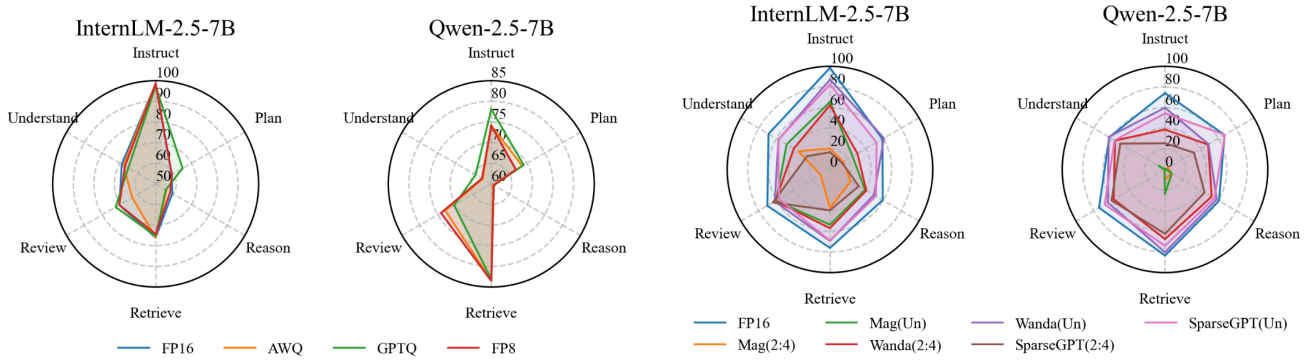 InternLM-2.5-7B
Instruct
100
90
80
70
60
50
Understand
Plan
Review
Reason
Retrieve
Qwen-2.5-7B
Instruct
85
80
75
70
65
60
Understand
Plan
Review
Reason
Retrieve
FP16
AWQ
GPTQ
FP8
InternLM-2.5-7B
Instruct
100
80
60
40
20
0
Understand
Plan
Review
Reason
Retrieve
Qwen-2.5-7B
Instruct
100
80
60
40
20
0
Understand
Plan
Review
Reason
Retrieve
FP16
Mag(Un)
Wanda(Un)
SparseGPT(Un)
Mag(2:4)
Wanda(2:4)
SparseGPT(2:4)